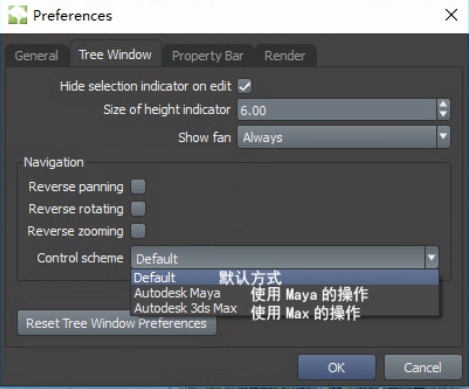 Preferences
General Tree Window Property Bar Render
Hide selection indicator on edit
Size of height indicator 6.00
Show fan Always
Navigation
Reverse panning
Reverse rotating
Reverse zooming
Control scheme Default
Default 默认方式
Autodesk Maya 使用 Maya 的操作
Autodesk 3ds Max 使用 Max 的操作
Reset Tree Window Preferences
OK Cancel